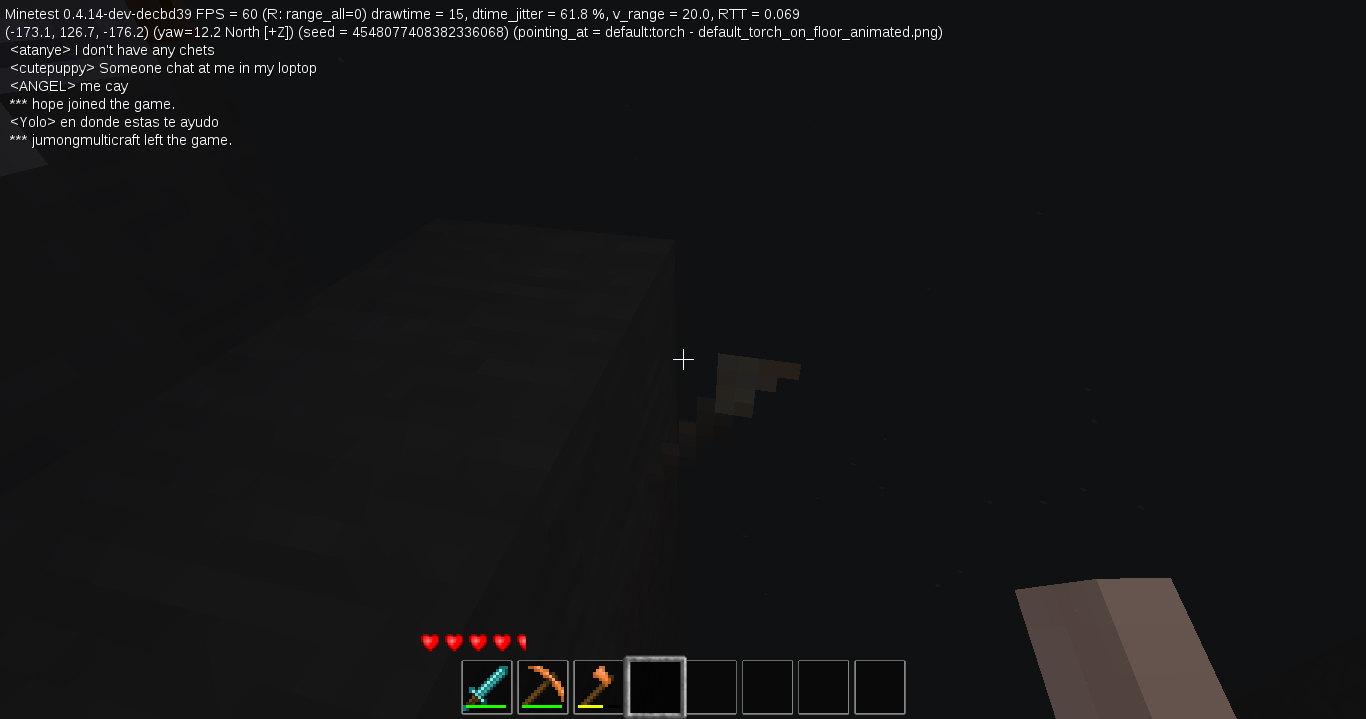 Minetest 0.4.14-dev-decbd39 FPS = 60 (R: range_all=0) drawtime = 15, dtime_jitter = 61.8 %, v_range = 20.0, RTT = 0.069
(-173.1, 126.7, -176.2) (yaw=12.2 North [+Z]) (seed = 4548077408382336068) (pointing_at = default:torch - default_torch_on_floor_animated.png)
<atanye> I don't have any chets
<cutepuppy> Someone chat at me in my loptop
<ANGEL> me cay
*** hope joined the game.
<Yolo> en donde estas te ayudo
*** jumongmulticraft left the game.